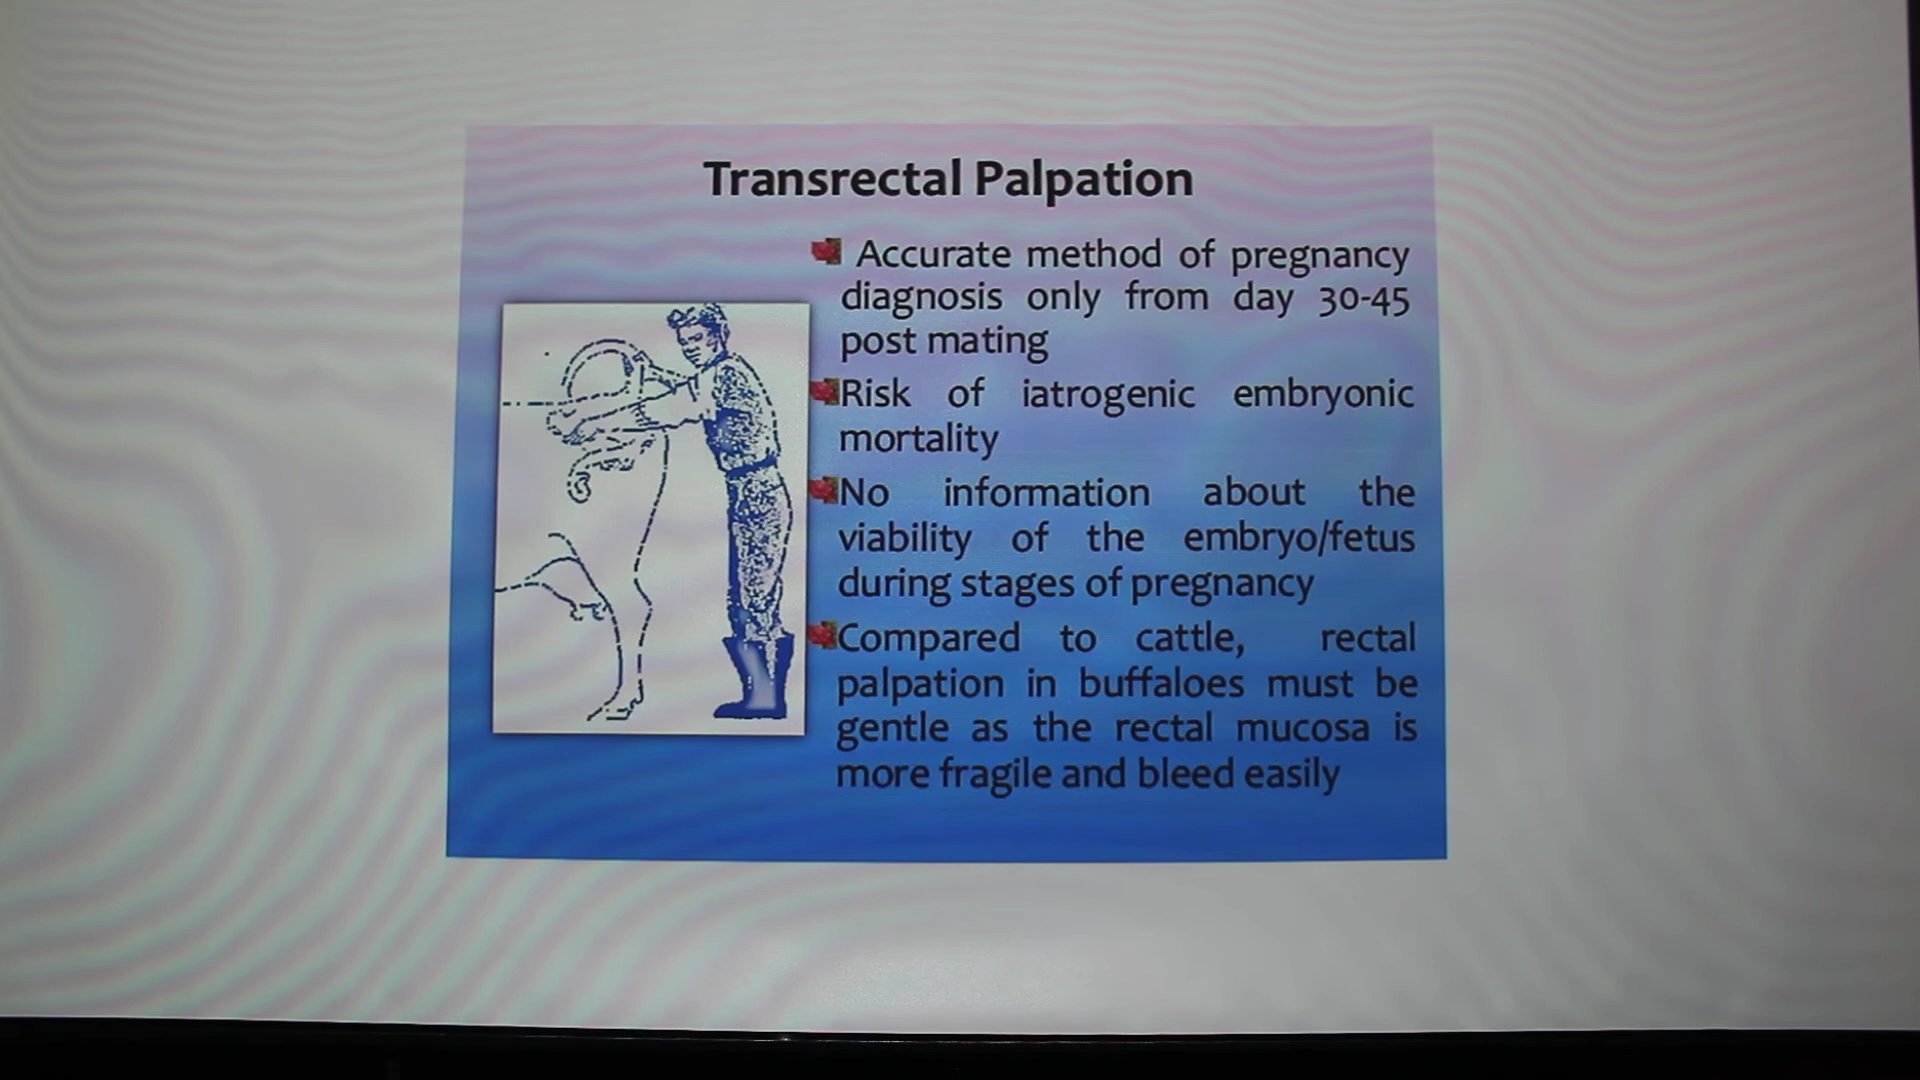 Transrectal Palpation
Accurate method of pregnancy
diagnosis only from day 30-45
post mating
Risk of iatrogenic embryonic
mortality
No information about the
viability of the embryo/fetus
during stages of pregnancy
Compared to cattle, rectal
palpation in buffaloes must be
gentle as the rectal mucosa is
more fragile and bleed easily